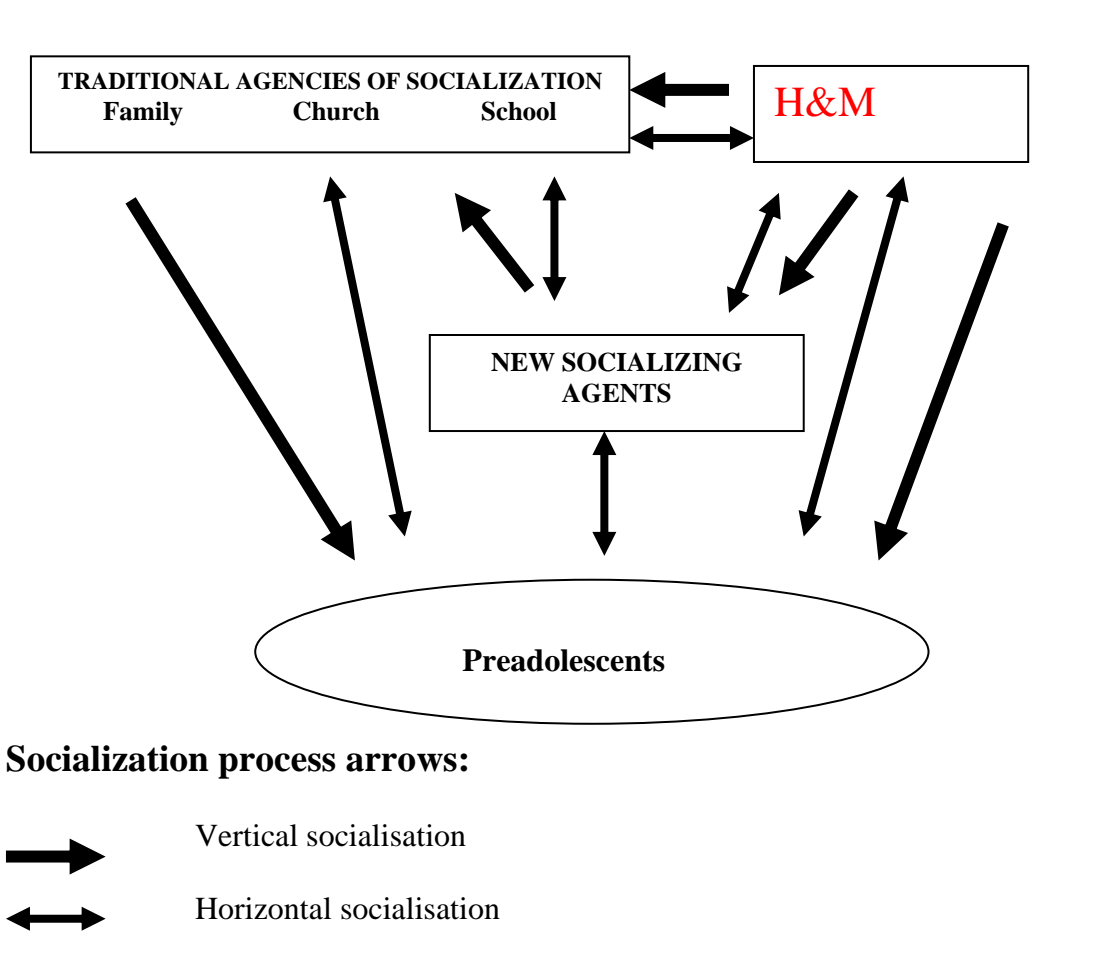 TRADITIONAL AGENCIES OF SOCIALIZATION
Family Church School
H&M
NEW SOCIALIZING
AGENTS
Preadolescents
Socialization process arrows:
Vertical socialisation
Horizontal socialisation